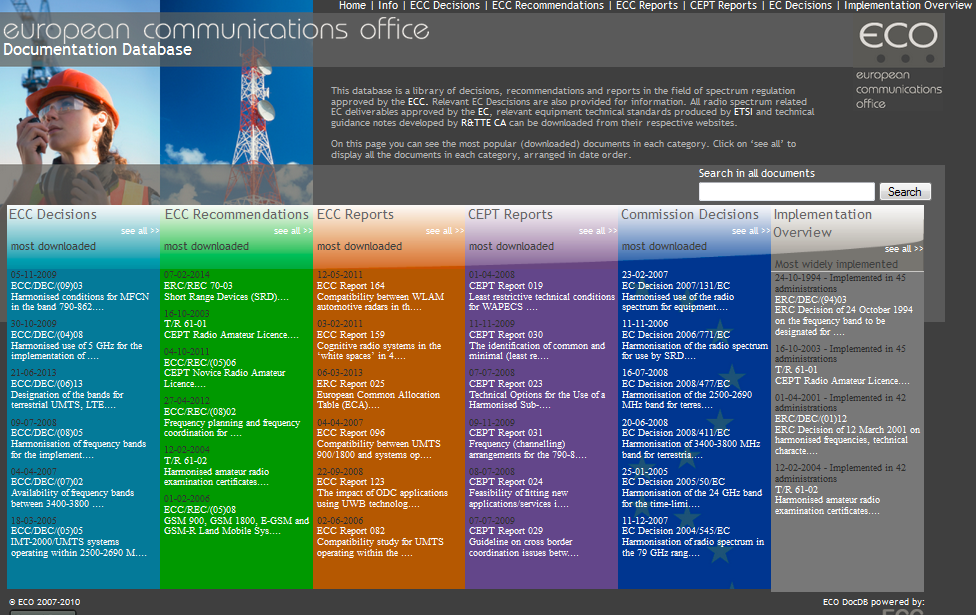 Home | Info | ECC Decisions | ECC Recommendations | ECC Reports | CEPT Reports | EC Decisions | Implementation Overview
european communications office
Documentation Database
ECO
european
communications
office
This database is a library of decisions, recommendations and reports in the field of spectrum regulation
approved by the ECC. Relevant EC Descisions are also provided for information. All radio spectrum related
EC deliverables approved by the EC, relevant equipment technical standards produced by ETSI and technical
guidance notes developed by R&TTE CA can be downloaded from their respective websites.
On this page you can see the most popular (downloaded) documents in each category. Click on ‘see all’ to
display all the documents in each category, arranged in date order.
Search in all documents
Search
ECC Decisions
see all >>
most downloaded
05-11-2009
ECC/DEC/(09)03
Harmonised conditions for MFCN
in the band 790-862....
30-10-2009
ECC/DEC/(04)08
Harmonised use of 5 GHz for the
implementation of ....
21-06-2013
ECC/DEC/(06)13
Designation of the bands for
terrestrial UMTS, LTE....
09-07-2008
ECC/DEC/(08)05
Harmonisation of frequency bands
for the implement....
04-04-2007
ECC/DEC/(07)02
Availability of frequency bands
between 3400-3800 ....
18-03-2005
ECC/DEC/(05)05
IMT-2000/UMTS systems
operating within 2500-2690 M....
ECC Recommendations
see all >>
most downloaded
07-02-2014
ERC/REC 70-03
Short Range Devices (SRD)....
16-10-2003
T/R 61-01
CEPT Radio Amateur Licence....
04-10-2011
ECC/REC/(05)06
CEPT Novice Radio Amateur
Licence....
27-04-2012
ECC/REC/(08)02
Frequency planning and frequency
coordination for ....
12-02-2004
T/R 61-02
Harmonised amateur radio
examination certificates....
01-02-2006
ECC/REC/(05)08
GSM 900, GSM 1800, E-GSM and
GSM-R Land Mobile Sys....
ECC Reports
see all >>
most downloaded
12-05-2011
ECC Report 164
Compatibility between WLAM
automotive radars in th....
03-02-2011
ECC Report 159
Cognitive radio systems in the
‘white spaces’ in 4....
06-03-2013
ERC Report 025
European Common Allocation
Table (ECA)....
04-04-2007
ECC Report 096
Compatibility between UMTS
900/1800 and systems op....
22-09-2008
ECC Report 123
The impact of ODC applications
using UWB technolog....
02-06-2006
ECC Report 082
Compatibility study for UMTS
operating within the ....
CEPT Reports
see all >>
most downloaded
01-04-2008
CEPT Report 019
Least restrictive technical conditions
for WAPECS ....
11-11-2009
CEPT Report 030
The identification of common and
minimal (least re....
07-07-2008
CEPT Report 023
Technical Options for the Use of a
Harmonised Sub-....
09-11-2009
CEPT Report 031
Frequency (channelling)
arrangements for the 790-8....
08-07-2008
CEPT Report 024
Feasibility of fitting new
applications/services i....
07-07-2009
CEPT Report 029
Guideline on cross border
coordination issues betw....
Commission Decisions
see all >>
most downloaded
23-02-2007
EC Decision 2007/131/EC
Harmonised use of the radio
spectrum for equipment....
11-11-2006
EC Decision 2006/771/EC
Harmonisation of the radio spectrum
for use by SRD....
16-07-2008
EC Decision 2008/477/EC
Harmonisation of the 2500-2690
MHz band for terres....
20-06-2008
EC Decision 2008/411/EC
Harmonisation of 3400-3800 MHz
band for terrestria....
25-01-2005
EC Decision 2005/50/EC
Harmonisation of the 24 GHz band
for the time-limi....
11-12-2007
EC Decision 2004/545/EC
Harmonisation of radio spectrum in
the 79 GHz rang....
Implementation
Overview
see all >>
Most widely implemented
24-10-1994 - Implemented in 45
administrations
ERC/DEC/(94)03
ERC Decision of 24 October 1994
on the frequency band to be
designated for ....
16-10-2003 - Implemented in 45
administrations
T/R 61-01
CEPT Radio Amateur Licence....
01-04-2001 - Implemented in 42
administrations
ERC/DEC/(01)12
ERC Decision of 12 March 2001 on
harmonised frequencies, technical
characte....
12-02-2004 - Implemented in 42
administrations
T/R 61-02
Harmonised amateur radio
examination certificates....
© ECO 2007-2010
ECO DocDB powered by: